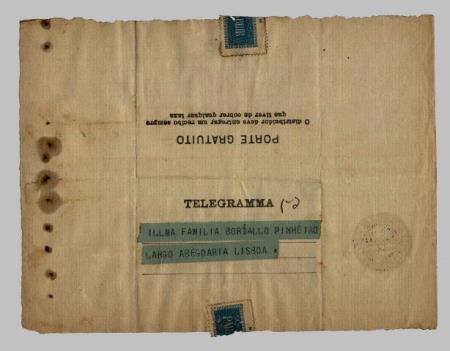 O distribuidor deve entregar um recibo sempre
que tiver de cobrar qualquer taxa
PORTE GRATUITO
TELEGRAMMA
ILLMA FAMILIA BORDALLO PINHEIRO
LARGO ABEGOARIA LISBOA